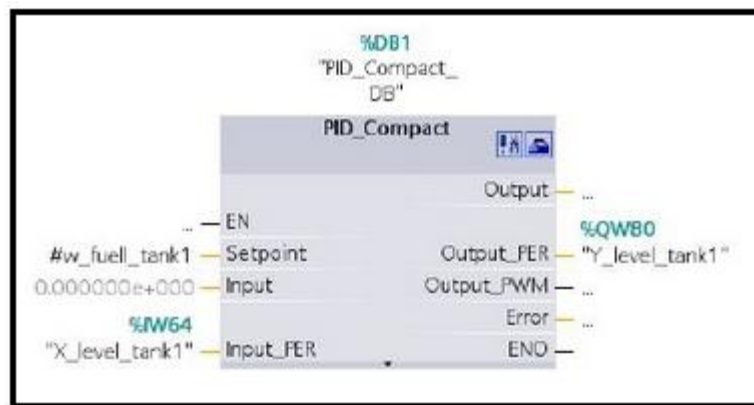 %DB1
"PID_Compact_
DB"
PID_Compact
Output ...
... EN
%QW80
#w_fuell_tank1 Setpoint Output_PER "Y_level_tank1"
0.000000e+000 Input Output_PWM ...
%IW64 Error ...
"X_level_tank1" Input_PER ENO